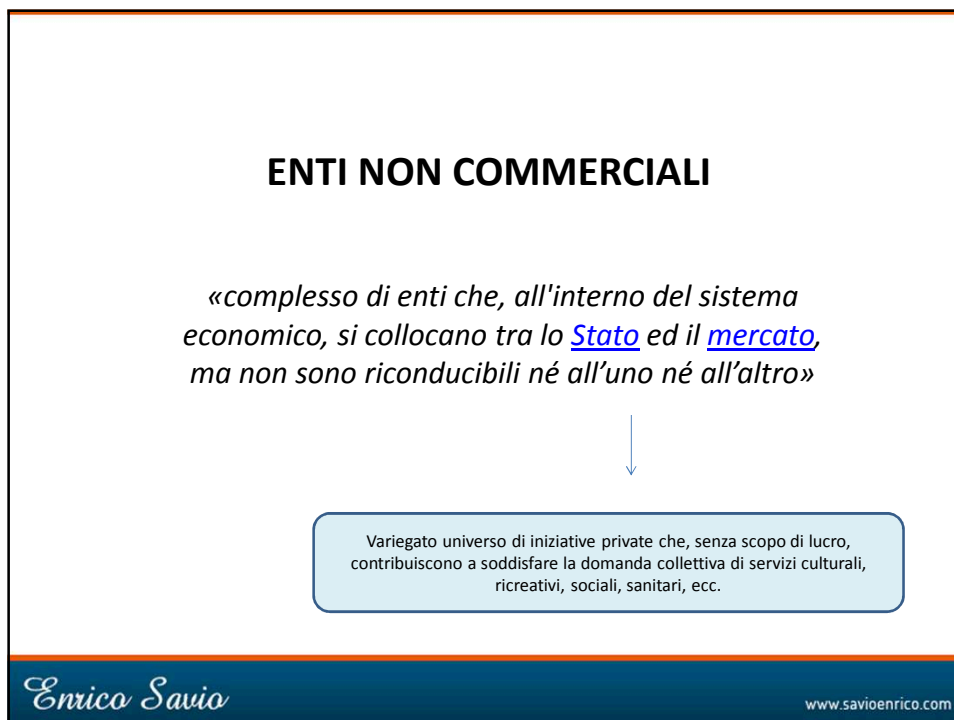 ENTI NON COMMERCIALI
«complesso di enti che, all'interno del sistema
economico, si collocano tra lo Stato ed il mercato,
ma non sono riconducibili né all’uno né all’altro»
Variegato universo di iniziative private che, senza scopo di lucro,
contribuiscono a soddisfare la domanda collettiva di servizi culturali,
ricreativi, sociali, sanitari, ecc.
Enrico Savio
www.savioenrico.com